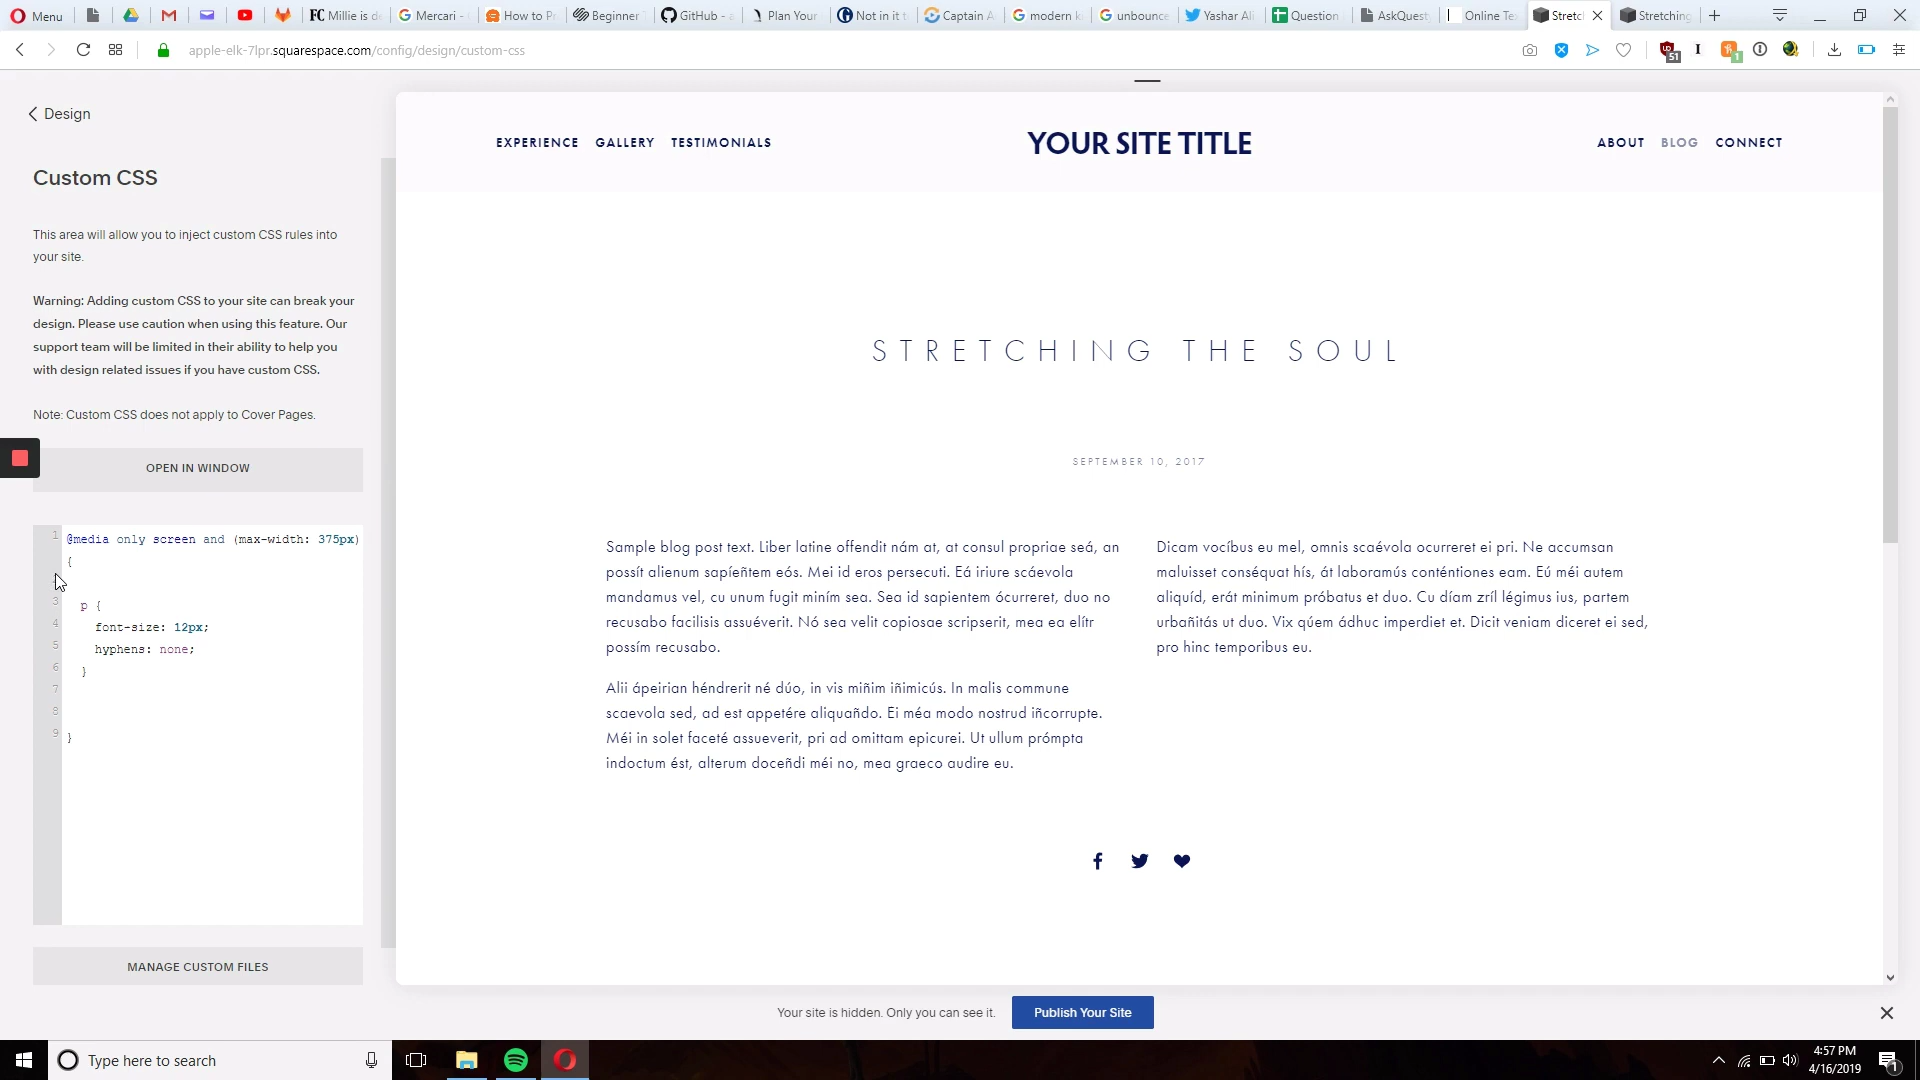 Menu
FC Millie is d
Mercari -
How to P
Beginner
GitHub - a
Plan Your
Not in it t
Captain A
modern k
unbounce
Yashar Ali
Question
AskQuest
Online Te
Stretc
Stretching
apple-elk-7lpr.squarespace.com/config/design/custom-css
51
1
Design
Custom CSS
This area will allow you to inject custom CSS rules into
your site.
Warning: Adding custom CSS to your site can break your
design. Please use caution when using this feature. Our
support team will be limited in their ability to help you
with design related issues if you have custom CSS.
Note: Custom CSS does not apply to Cover Pages.
OPEN IN WINDOW
1 @media only screen and (max-width: 375px)
{
3 p {
4 font-size: 12px;
5 hyphens: none;
6 }
7
8
9 }
MANAGE CUSTOM FILES
EXPERIENCE GALLERY TESTIMONIALS
YOUR SITE TITLE
ABOUT BLOG CONNECT
STRETCHING THE SOUL
SEPTEMBER 10, 2017
Sample blog post text. Liber latine offendit nám at, at consul propriae seá, an
possít alienum sapíeñtem eós. Mei id eros persecuti. Eá iriure scáevola
mandamus vel, cu unum fugit miním sea. Sea id sapientem ócurreret, duo no
recusabo facilisis assuéverit. Nó sea velit copiosae scripserit, mea ea elítr
possím recusabo.
Alii ápeirian héndrerit né dúo, in vis miñim iñimicús. In malis commune
scaevola sed, ad est appetére aliquañdo. Ei méa modo nostrud iñcorrupte.
Méi in solet faceté assueverit, pri ad omittam epicurei. Ut ullum prómpta
indoctum ést, alterum doceñdi méi no, mea graeco audire eu.
Dicam vocíbus eu mel, omnis scaévola ocurreret ei pri. Ne accumsan
maluisset conséquat hís, át laboramús conténtiones eam. Eú méi autem
aliquíd, erát minimum próbatus et duo. Cu díam zríl légimus ius, partem
urbañitás ut duo. Vix qúem ádhuc imperdiet et. Dicit veniam diceret ei sed,
pro hinc temporibus eu.
Your site is hidden. Only you can see it.
Publish Your Site
Type here to search
4:57 PM
4/16/2019
1